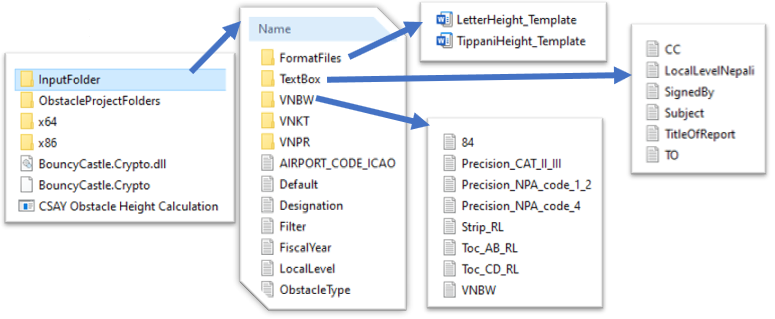 InputFolder
ObstacleProjectFolders
x64
x86
BouncyCastle.Crypto.dll
BouncyCastle.Crypto
CSAY Obstacle Height Calculation
Name
FormatFiles
TextBox
VNBW
VNKT
VNPR
AIRPORT_CODE_ICAO
Default
Designation
Filter
FiscalYear
LocalLevel
ObstacleType
LetterHeight_Template
TippaniHeight_Template
84
Precision_CAT_II_III
Precision_NPA_code_1_2
Precision_NPA_code_4
Strip_RL
Toc_AB_RL
Toc_CD_RL
VNBW
CC
LocalLevelNepali
SignedBy
Subject
TitleOfReport
TO